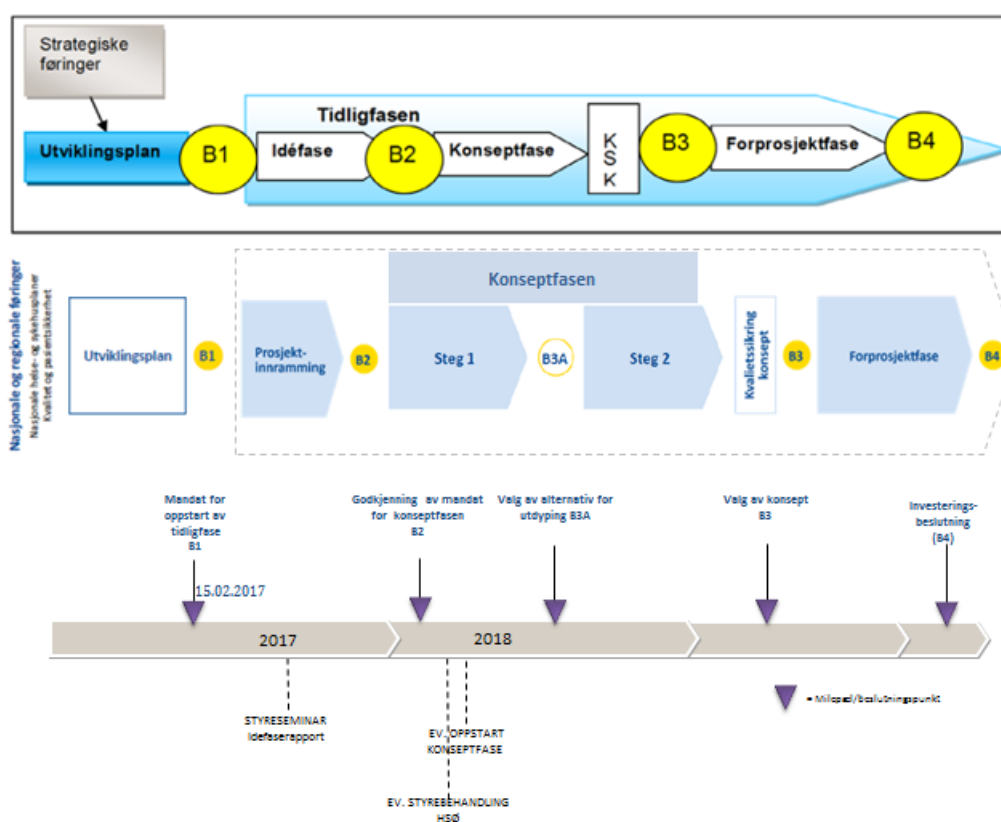 Strategiske
føringer
Tidligfasen
Utviklingsplan
B1
Idéfase
B2
Konseptfase
K
S
K
B3
Forprosjektfase
B4
Nasjonale og regionale føringer
Nasjonale helse- og sykehusplaner
Kvalitet og pasientsikkerhet
Konseptfasen
Utviklingsplan
B1
Prosjekt-
innramming
B2
Steg 1
B3A
Steg 2
Kvalietssikring
konsept
B3
Forprosjektfase
B4
Mandat for
oppstart av
tidligfase
B1
Godkjenning av mandat
for konseptfasen
B2
Valg av alternativ for
utdyping B3A
Valg av konsept
B3
Investerings-
beslutning
(B4)
15.02.2017
2017
2018
STYRESEMINAR
Idefaserapport
EV. OPPSTART
KONSEPTFASE
EV. STYREBEHANDLING
HSØ
= Milepæl/beslutningspunkt